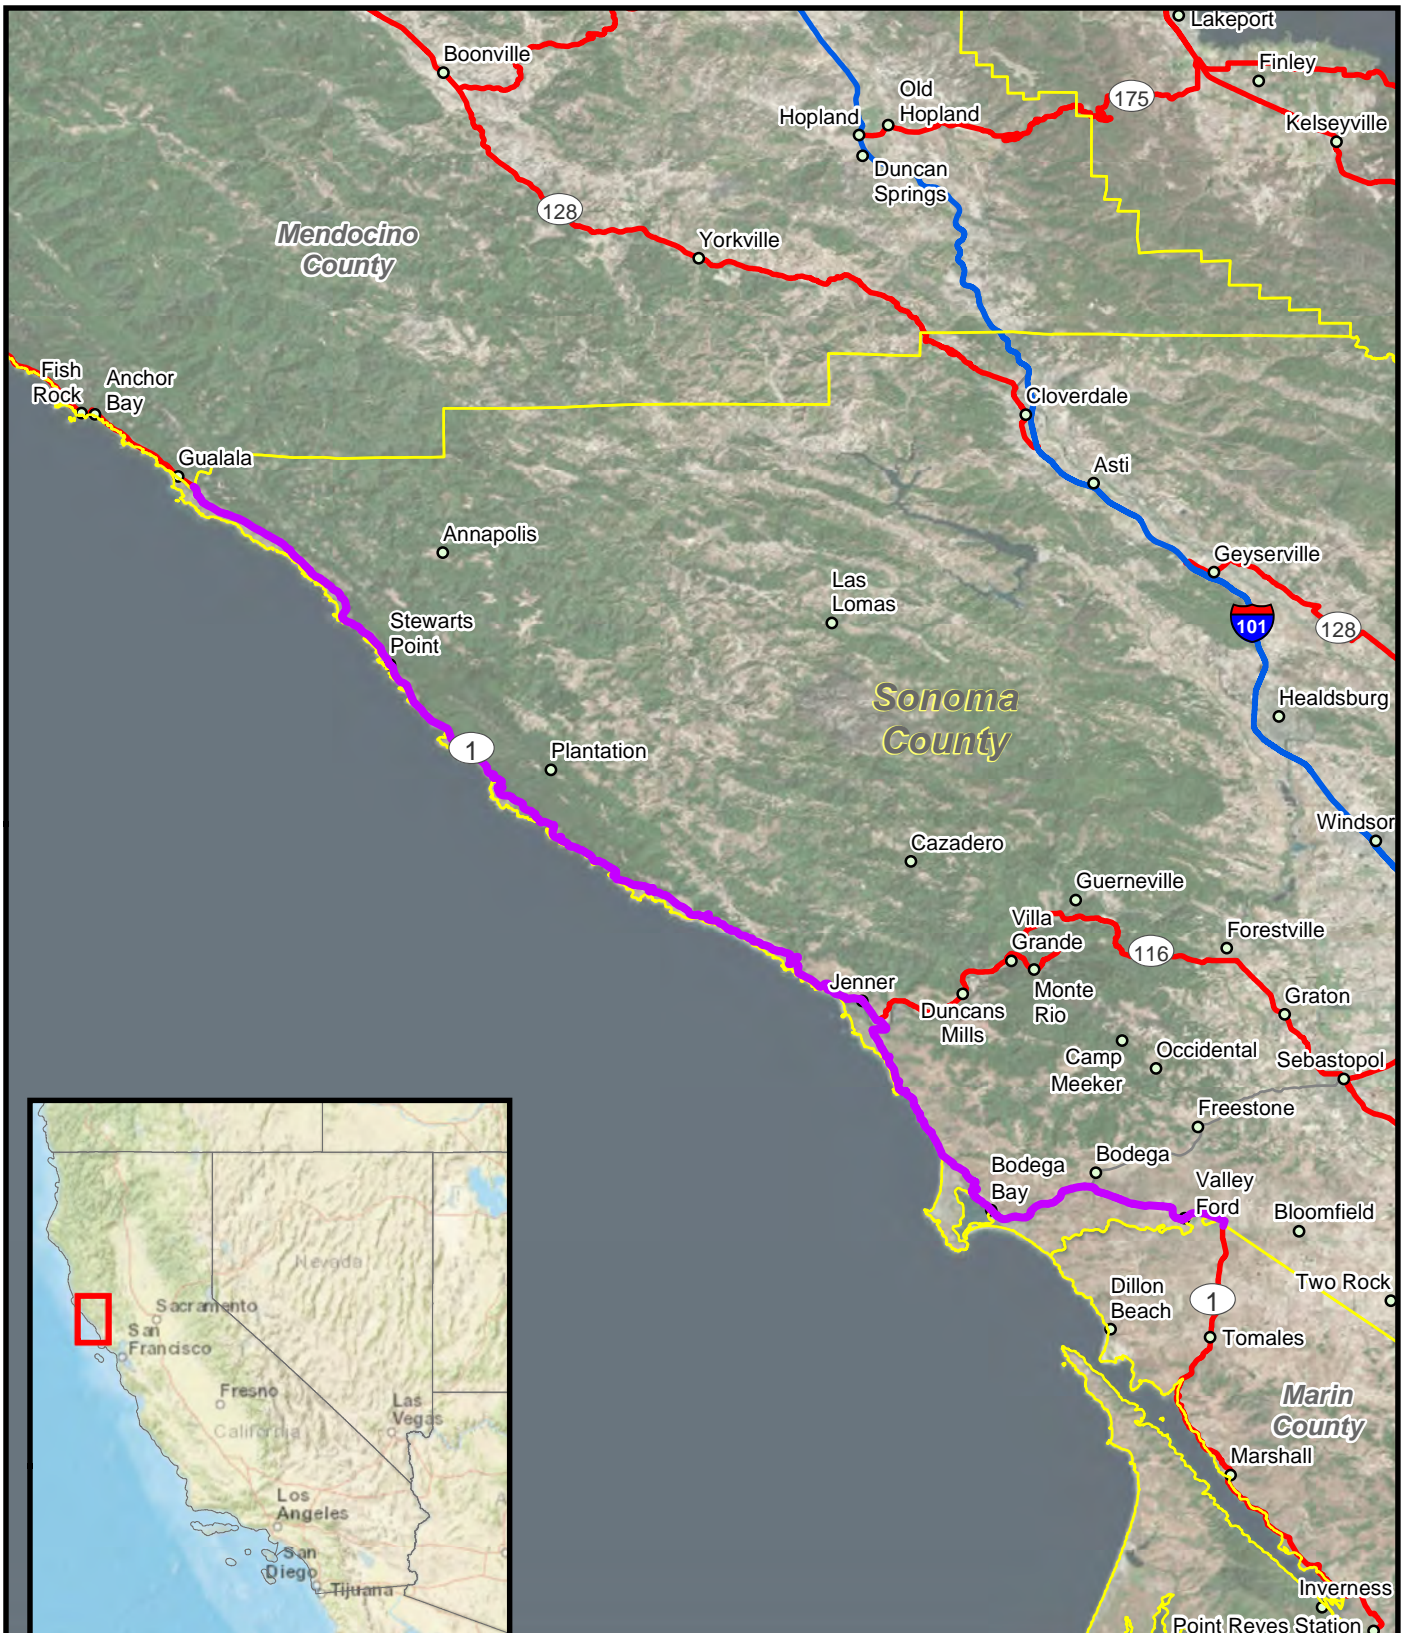 Lakeport
Boonville
Finley
175
Old
Hopland
Hopland
Kelseyville
Duncan
Springs
128
Mendocino
County
Yorkville
Fish
Rock
Anchor
Bay
Cloverdale
Gualala
Asti
Annapolis
Geyserville
Las
Lomas
101
128
Stewarts
Point
Sonoma
County
Healdsburg
1
Plantation
Windsor
Cazadero
Guerneville
Villa
Grande
Forestville
116
Jenner
Duncans
Mills
Monte
Rio
Graton
Camp
Meeker
Occidental
Sebastopol
Freestone
Bodega
Bodega
Bay
Valley
Ford
Bloomfield
Dillon
Beach
Two Rock
1
Tomales
Marin
County
Marshall
Inverness
Point Reyes Station
Nevada
Sacramento
San
Francisco
Fresno
California
Las
Vegas
Los
Angeles
San
Diego
Tijuana